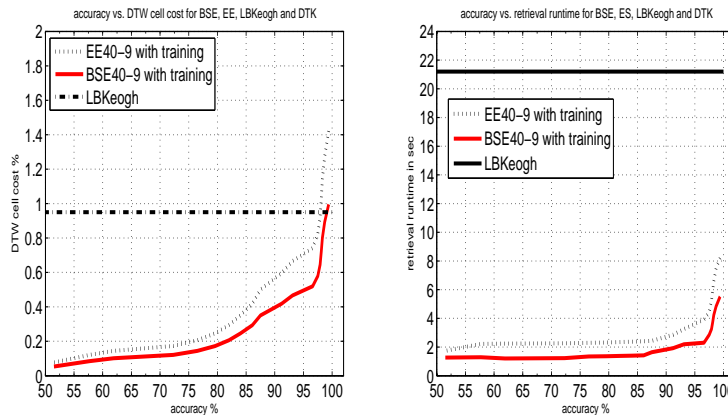 accuracy vs. DTW cell cost for BSE, EE, LBKeogh and DTK
2
1.8
1.6
1.4
1.2
1
0.8
0.6
0.4
0.2
0
DTW cell cost %
EE40-9 with training
BSE40-9 with training
LBKeogh
50 55 60 65 70 75 80 85 90 95 100
accuracy %
accuracy vs. retrieval runtime for BSE, ES, LBKeogh and DTK
24
22
20
18
16
14
12
10
8
6
4
2
0
retrieval runtime in sec
EE40-9 with training
BSE40-9 with training
LBKeogh
50 55 60 65 70 75 80 85 90 95 100
accuracy %